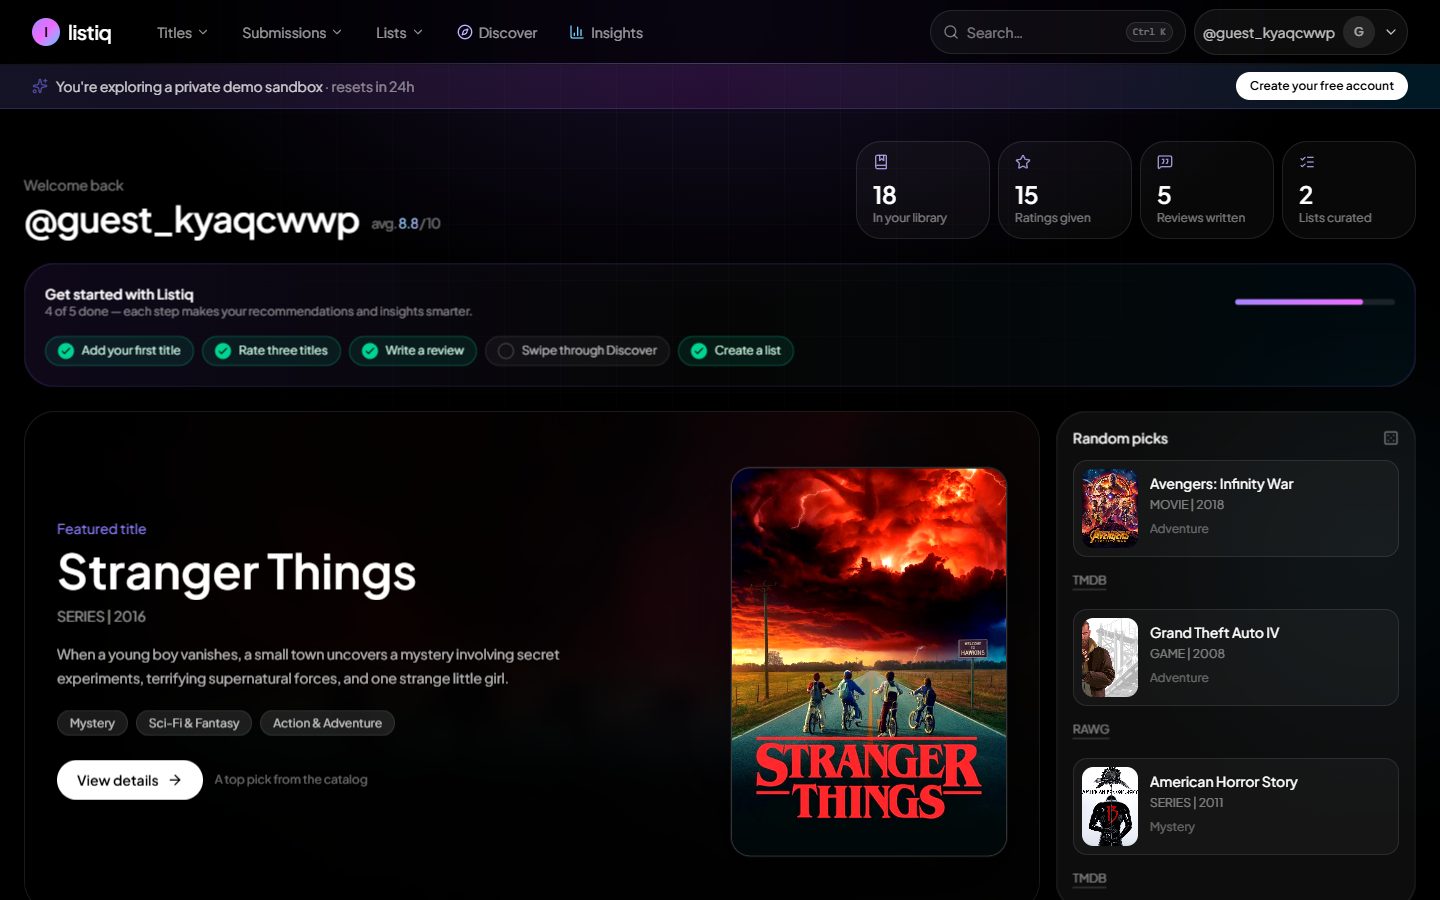 l listiq Titles Submissions Lists Discover Insights Search... Ctrl K @guest_kyaqcwwp G
You're exploring a private demo sandbox · resets in 24h Create your free account
Welcome back
@guest_kyaqcwwp avg. 8.8/10
18
In your library
15
Ratings given
5
Reviews written
2
Lists curated
Get started with Listiq
4 of 5 done — each step makes your recommendations and insights smarter.
Add your first title Rate three titles Write a review Swipe through Discover Create a list
Featured title
Stranger Things
SERIES | 2016
When a young boy vanishes, a small town uncovers a mystery involving secret
experiments, terrifying supernatural forces, and one strange little girl.
Mystery Sci-Fi & Fantasy Action & Adventure
View details → A top pick from the catalog
WELCOME
TO
HAWKINS
STRANGER
THINGS
Random picks
AVENGERS
Avengers: Infinity War
MOVIE | 2018
Adventure
TMDB
Grand Theft Auto IV
GAME | 2008
Adventure
RAWG
American Horror Story
SERIES | 2011
Mystery
TMDB